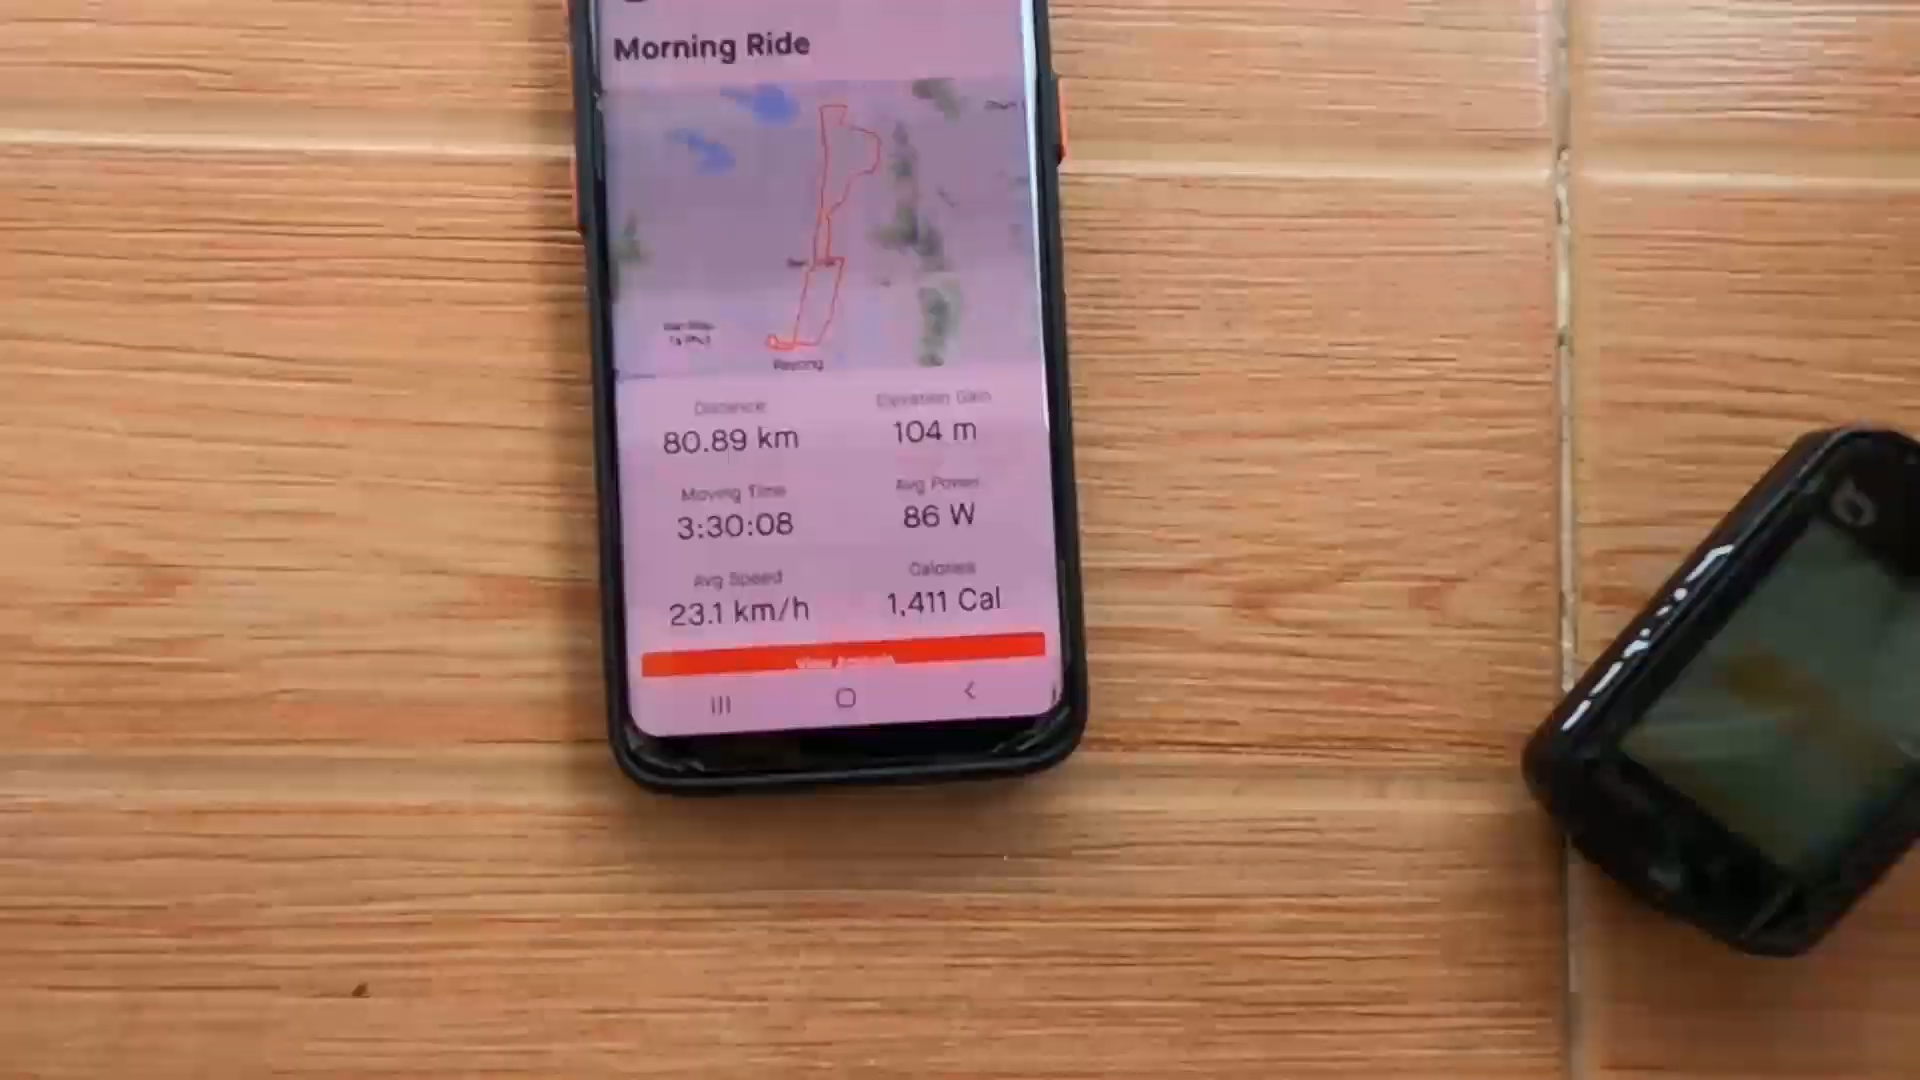 Morning Ride
Rayong
Distance
Elevation Gain
80.89 km
104 m
Moving Time
Avg Power
3:30:08
86 W
Avg Speed
Calories
23.1 km/h
1,411 Cal